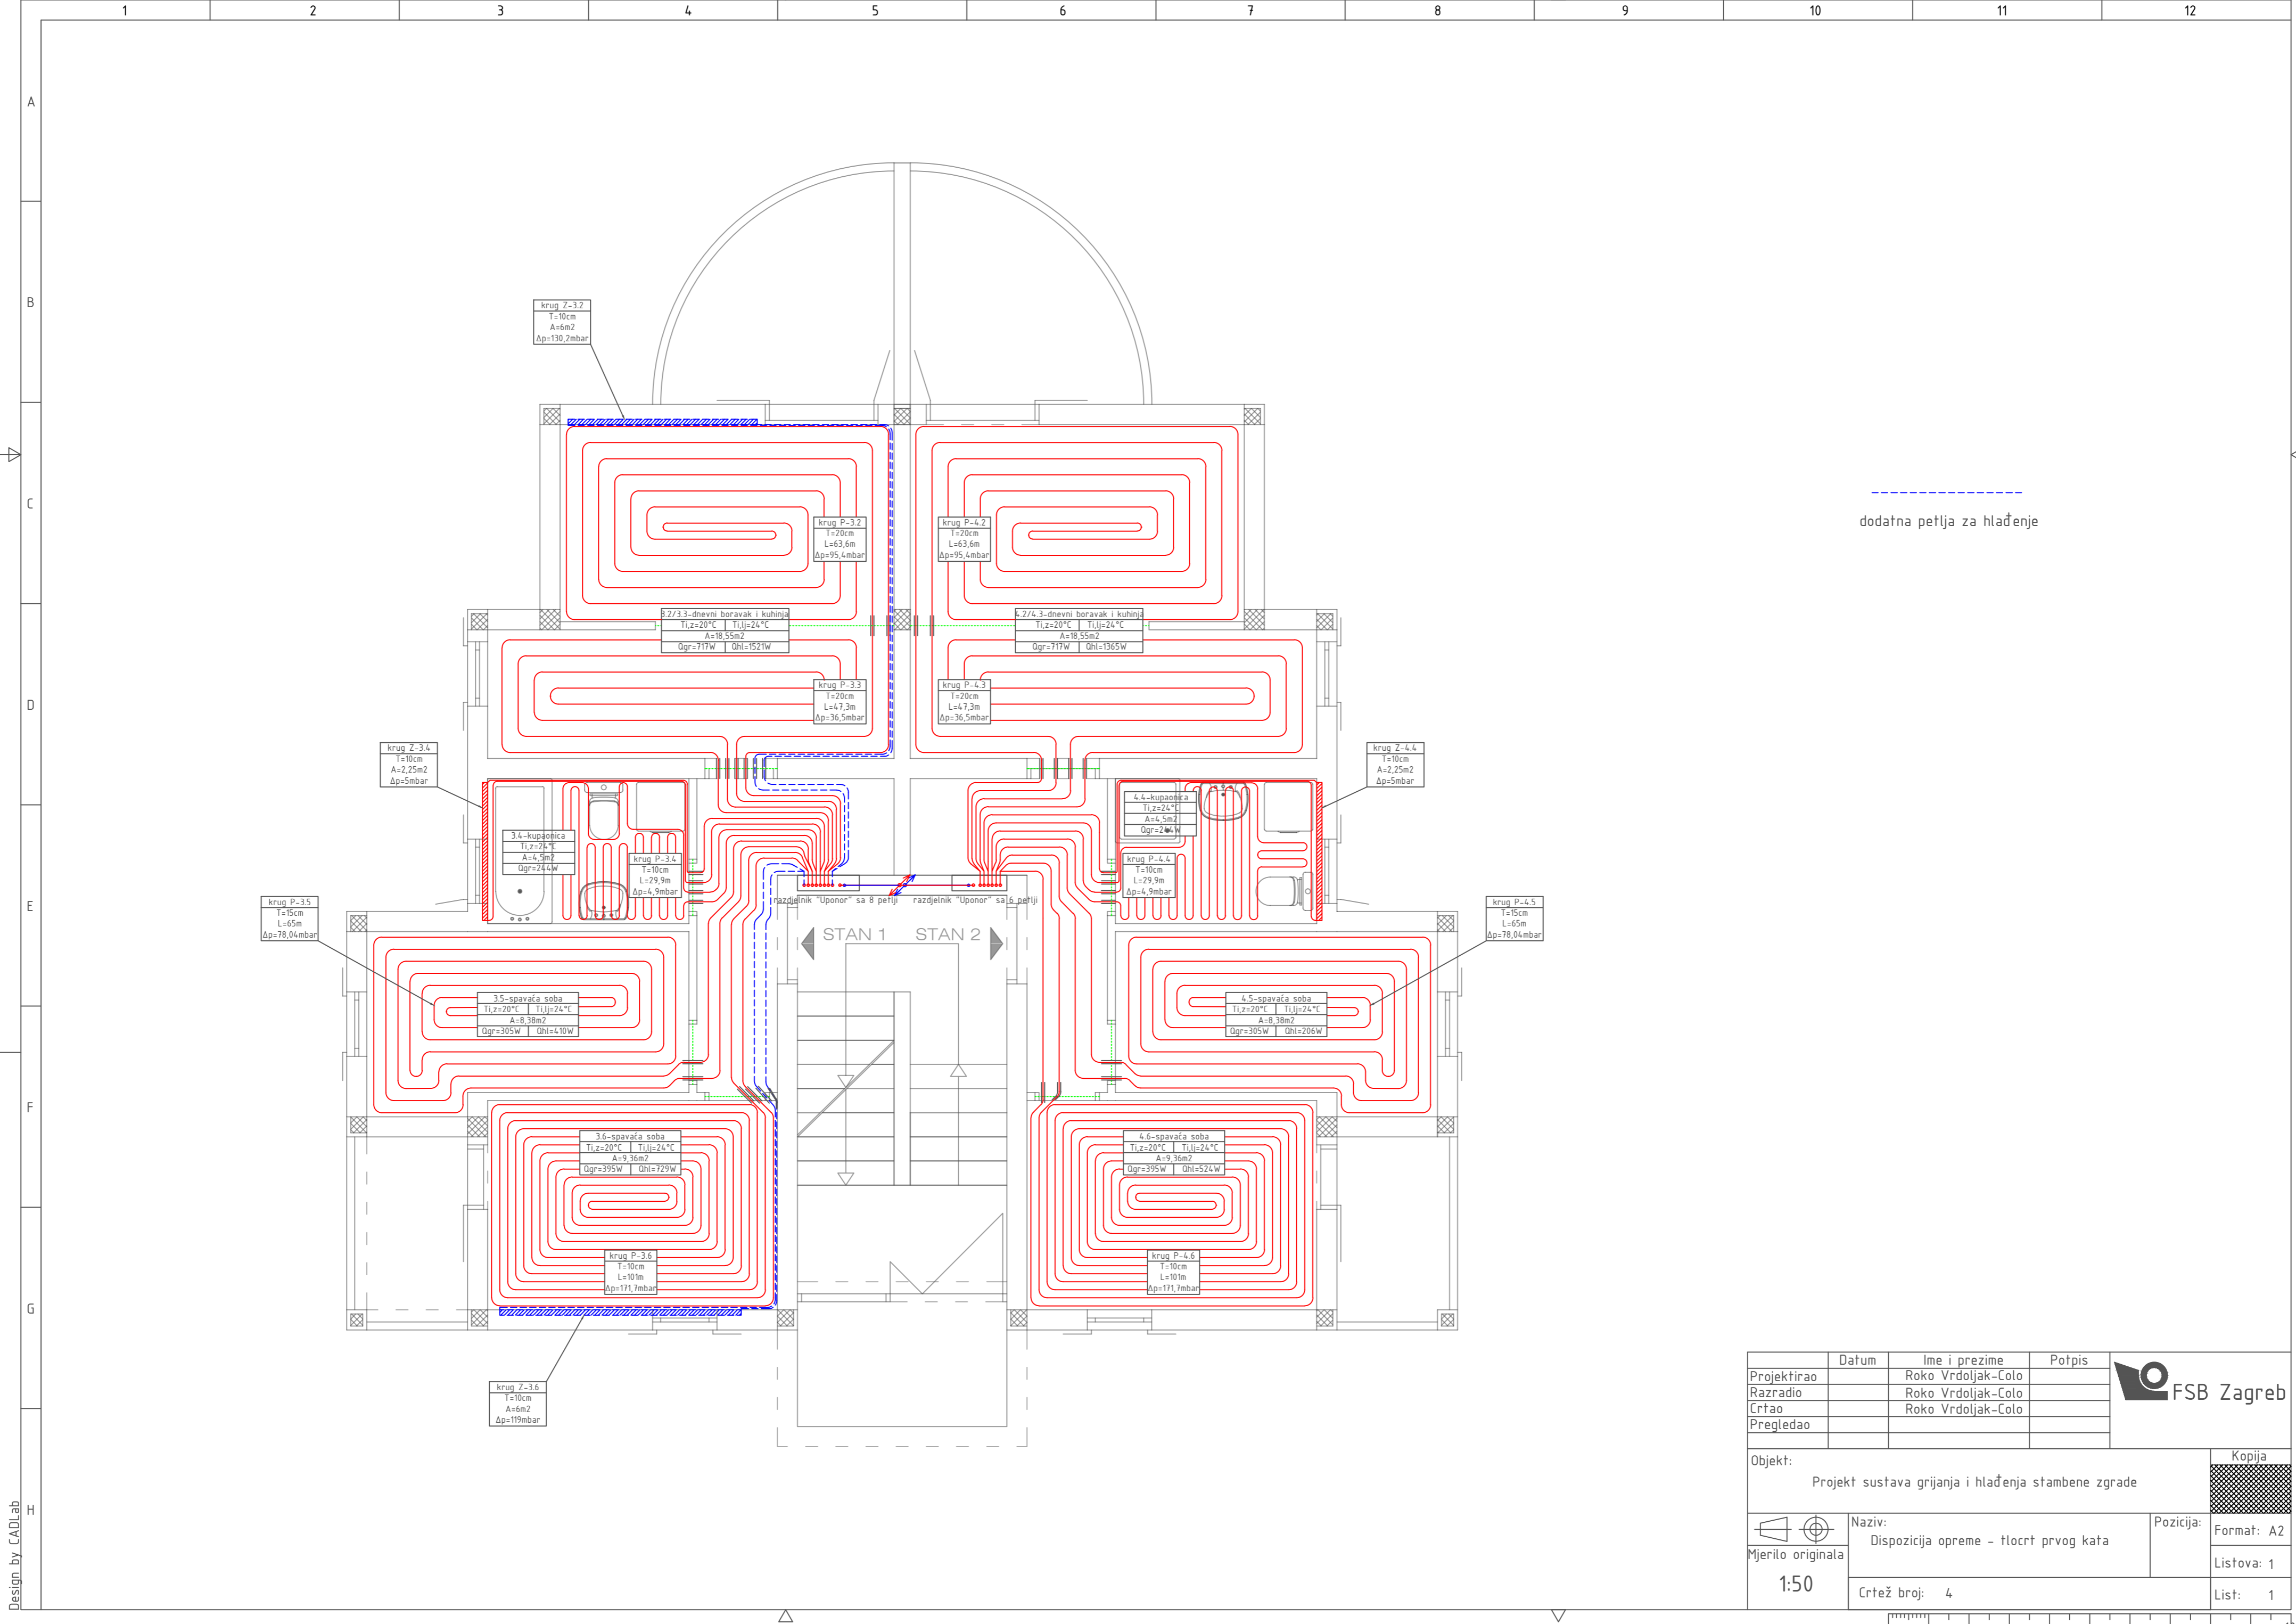 1 2 3 4 5 6 7 8 9 10 11 12
A
B
C
D
E
F
G
H
krug Z-3.2
T=10cm
A=6m2
Δp=130,2mbar
krug P-3.2
T=20cm
L=63,6m
Δp=95,4mbar
krug P-4.2
T=20cm
L=63,6m
Δp=95,4mbar
dodatna petlja za hlađenje
3.2/3.3-dnevni boravak i kuhinja
Ti,z=20°C Ti,lj=24°C
A=18,55m2
Qgr=717W Qhl=1521W
4.2/4.3-dnevni boravak i kuhinja
Ti,z=20°C Ti,lj=24°C
A=18,55m2
Qgr=717W Qhl=1365W
krug P-3.3
T=20cm
L=47,3m
Δp=36,5mbar
krug P-4.3
T=20cm
L=47,3m
Δp=36,5mbar
krug Z-3.4
T=10cm
A=2,25m2
Δp=5mbar
krug Z-4.4
T=10cm
A=2,25m2
Δp=5mbar
3.4-kupaonica
Ti,z=24°C
A=4,5m2
Qgr=244W
krug P-3.4
T=10cm
L=29,9m
Δp=4,9mbar
4.4-kupaonica
Ti,z=24°C
A=4,5m2
Qgr=244W
krug P-4.4
T=10cm
L=29,9m
Δp=4,9mbar
razdjelnik "Uponor" sa 8 petlji
razdjelnik "Uponor" sa 6 petlji
STAN 1 STAN 2
krug P-3.5
T=15cm
L=65m
Δp=78,04mbar
krug P-4.5
T=15cm
L=65m
Δp=78,04mbar
3.5-spavaća soba
Ti,z=20°C Ti,lj=24°C
A=8,38m2
Qgr=305W Qhl=410W
4.5-spavaća soba
Ti,z=20°C Ti,lj=24°C
A=8,38m2
Qgr=305W Qhl=206W
3.6-spavaća soba
Ti,z=20°C Ti,lj=24°C
A=9,36m2
Qgr=395W Qhl=729W
4.6-spavaća soba
Ti,z=20°C Ti,lj=24°C
A=9,36m2
Qgr=395W Qhl=524W
krug P-3.6
T=10cm
L=101m
Δp=171,7mbar
krug P-4.6
T=10cm
L=101m
Δp=171,7mbar
krug Z-3.6
T=10cm
A=6m2
Δp=119mbar
Datum Ime i prezime Potpis
Projektirao Roko Vrdoljak-Colo
Razradio Roko Vrdoljak-Colo
Crtao Roko Vrdoljak-Colo
Pregledao
FSB Zagreb
Objekt:
Projekt sustava grijanja i hlađenja stambene zgrade
Kopija
Naziv:
Dispozicija opreme - tlocrt prvog kata
Pozicija:
Format: A2
Mjerilo originala
1:50
Listova: 1
Crtež broj: 4
List: 1
Design by CADLab